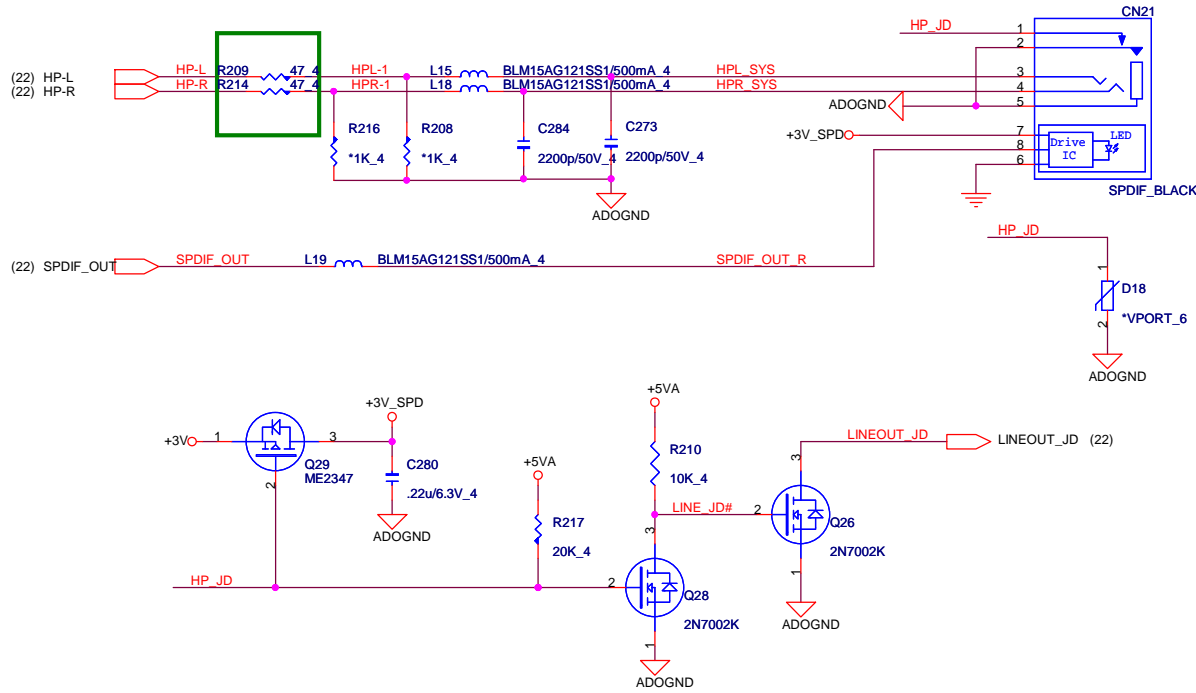 CN21
HP_JD 1
2
(22) HP-L HP-L R209 47_4 HPL-1 L15 BLM15AG121SS1/500mA_4 HPL_SYS 3
(22) HP-R HP-R R214 47_4 HPR-1 L18 BLM15AG121SS1/500mA_4 HPR_SYS 4
ADOGND 5
R216 R208 C284 C273
*1K_4 *1K_4 2200p/50V_4 2200p/50V_4
+3V_SPD 7
8
6
Drive
IC
LED
SPDIF_BLACK
ADOGND
HP_JD
(22) SPDIF_OUT SPDIF_OUT L19 BLM15AG121SS1/500mA_4 SPDIF_OUT_R
1
D18
*VPORT_6
2
ADOGND
+5VA
+3V_SPD
+3V 1 3
Q29
ME2347
2
C280
.22u/6.3V_4
ADOGND
+5VA
R217
20K_4
R210
10K_4
LINEOUT_JD LINEOUT_JD (22)
3
LINE_JD# 2
Q26
2N7002K
1
ADOGND
3
HP_JD 2
Q28
2N7002K
1
ADOGND